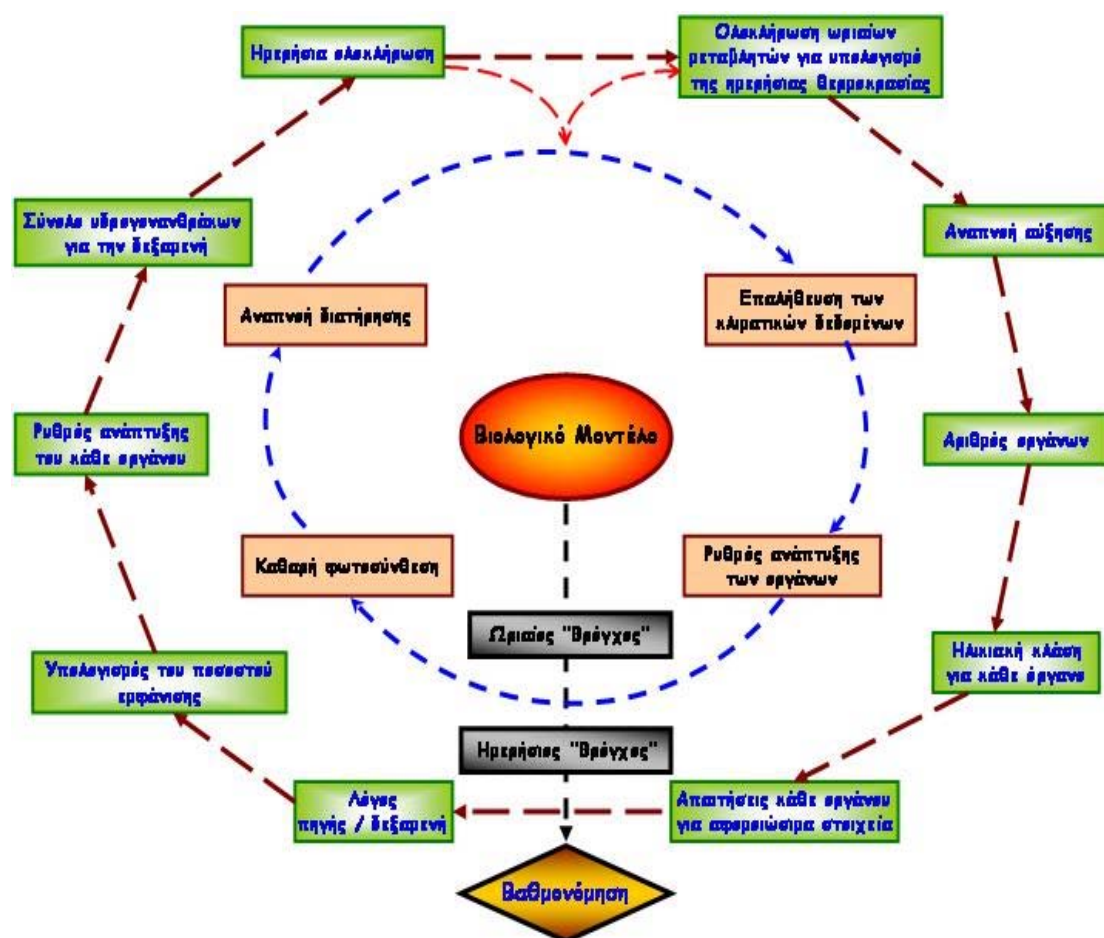 Ημερήσια ολοκλήρωση
Ολοκλήρωση ωριαίων
μεταβλητών για υπολογισμό
της ημερήσιας θερμοκρασίας
Σύνολο υδρογονανθράκων
για την δεξαμενή
Αναπνοή αύξησης
Αναπνοή διατήρησης
Επαλήθευση των
κλιματικών δεδομένων
Ρυθμός ανάπτυξης
του κάθε οργάνου
Βιολογικό Μοντέλο
Αριθμός οργάνων
Καθαρή φωτοσύνθεση
Ρυθμός ανάπτυξης
των οργάνων
Ωριαίος "Βρόγχος"
Υπολογισμός του ποσοστού
εμφάνισης
Ηλικιακή κλάση
για κάθε όργανο
Ημερήσιος "Βρόγχος"
Λόγος
πηγής / δεξαμενή
Απαιτήσεις κάθε οργάνου
για αφομοιώσιμα στοιχεία
Βαθμονόμηση